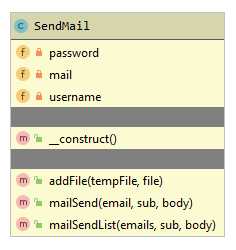 C SendMail
f password
f mail
f username
m __construct()
m addFile(tempFile, file)
m mailSend(email, sub, body)
m mailSendList(emails, sub, body)